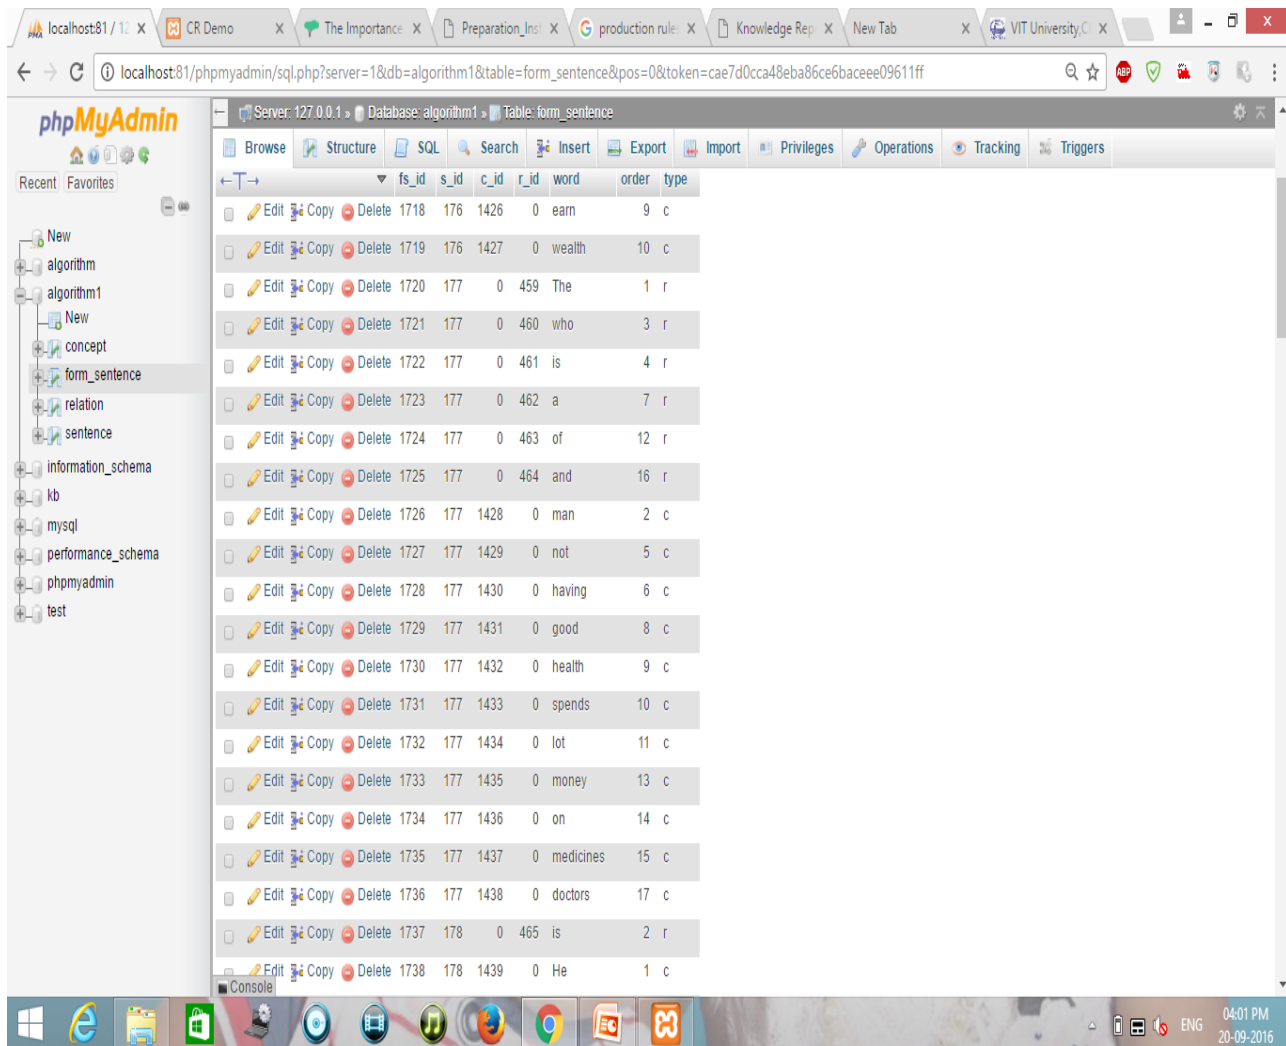 localhost:81 / 12
CR Demo
The Importance
Preparation_Inst
production rule
Knowledge Rep
New Tab
VIT University,C
localhost:81/phpmyadmin/sql.php?server=1&db=algorithm1&table=form_sentence&pos=0&token=cae7d0cca48eba86ce6baceee09611ff
ABP
phpMyAdmin
Recent Favorites
New
algorithm
algorithm1
New
concept
form_sentence
relation
sentence
information_schema
kb
mysql
performance_schema
phpmyadmin
test
Server: 127.0.0.1 » Database: algorithm1 » Table: form_sentence
Browse Structure SQL Search Insert Export Import Privileges Operations Tracking Triggers
←T→ fs_id s_id c_id r_id word order type
Edit Copy Delete 1718 176 1426 0 earn 9 c
Edit Copy Delete 1719 176 1427 0 wealth 10 c
Edit Copy Delete 1720 177 0 459 The 1 r
Edit Copy Delete 1721 177 0 460 who 3 r
Edit Copy Delete 1722 177 0 461 is 4 r
Edit Copy Delete 1723 177 0 462 a 7 r
Edit Copy Delete 1724 177 0 463 of 12 r
Edit Copy Delete 1725 177 0 464 and 16 r
Edit Copy Delete 1726 177 1428 0 man 2 c
Edit Copy Delete 1727 177 1429 0 not 5 c
Edit Copy Delete 1728 177 1430 0 having 6 c
Edit Copy Delete 1729 177 1431 0 good 8 c
Edit Copy Delete 1730 177 1432 0 health 9 c
Edit Copy Delete 1731 177 1433 0 spends 10 c
Edit Copy Delete 1732 177 1434 0 lot 11 c
Edit Copy Delete 1733 177 1435 0 money 13 c
Edit Copy Delete 1734 177 1436 0 on 14 c
Edit Copy Delete 1735 177 1437 0 medicines 15 c
Edit Copy Delete 1736 177 1438 0 doctors 17 c
Edit Copy Delete 1737 178 0 465 is 2 r
Edit Copy Delete 1738 178 1439 0 He 1 c
Console
ENG
04:01 PM
20-09-2016